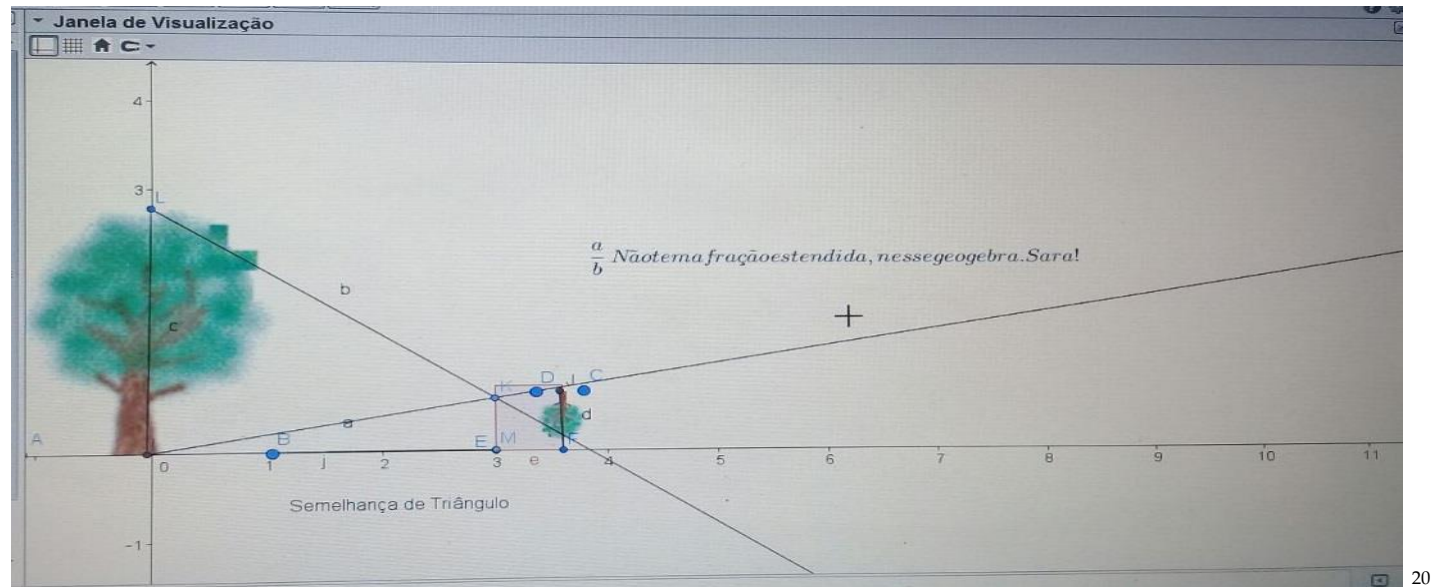 Janela de Visualização
4
3
L
b
a
b
Nãotemafraçãoestendida, nessegeogebra.Sara!
c
K
D
J
C
d
a
A
B
E
M
F
0
1
j
2
3
e
4
5
6
7
8
9
10
11
Semelhança de Triângulo
-1
20